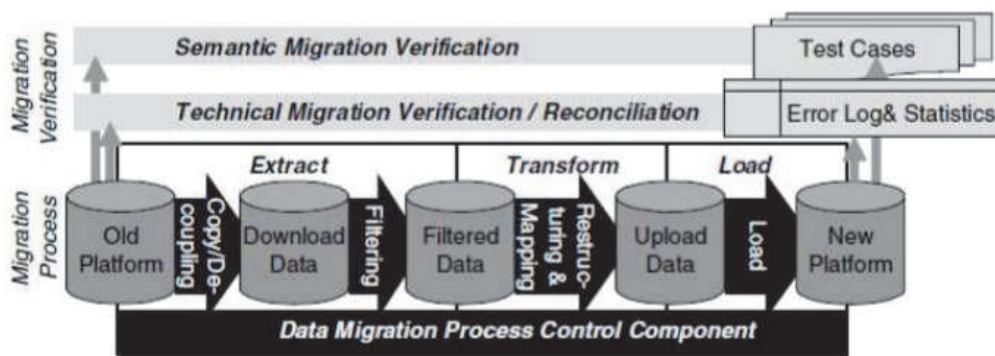 Migration
Verification
Semantic Migration Verification
Test Cases
Technical Migration Verification / Reconciliation
Error Log& Statistics
Extract
Transform
Load
Migration
Process
Old
Platform
Copy/De-
coupling
Download
Data
Filtering
Filtered
Data
Restruc-
turing &
Mapping
Upload
Data
Load
New
Platform
Data Migration Process Control Component